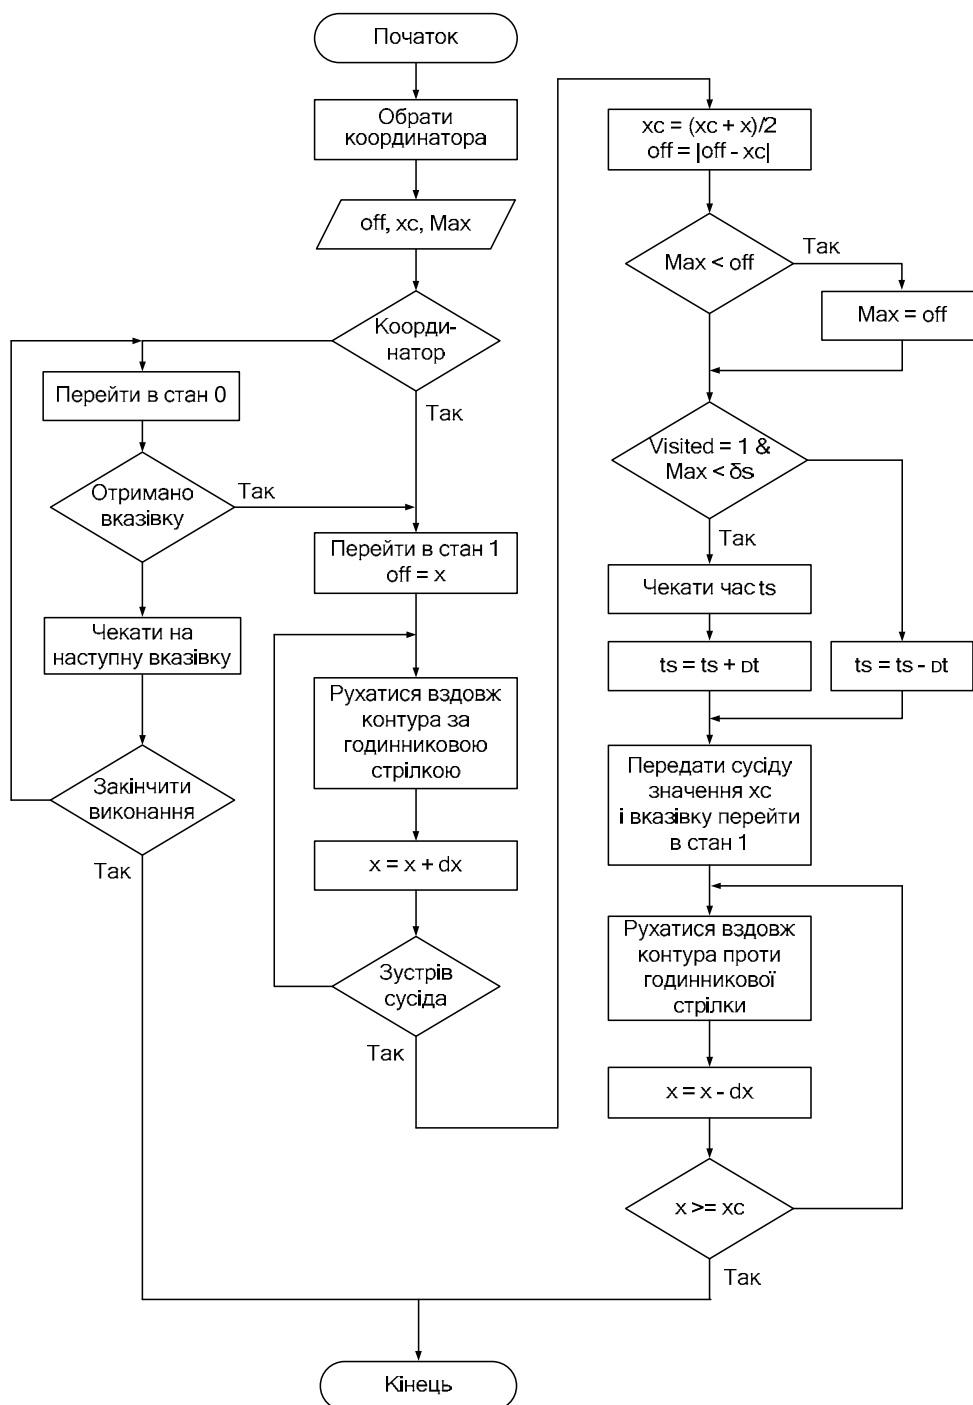 Початок
Обрати
координатора
off, xc, Max
Коорди-
натор
Так
Перейти в стан 0
Отримано
вказівку
Так
Чекати на
наступну вказівку
Закінчити
виконання
Так
Перейти в стан 1
off = x
Рухатися вздовж
контура за
годинниковою
стрілкою
x = x + dx
Зустрів
сусіда
Так
xc = (xc + x)/2
off = |off - xc|
Max < off
Так
Max = off
Visited = 1 &
Max < δs
Так
Чекати час ts
ts = ts + Dt
ts = ts - Dt
Передати сусіду
значення xc
і вказівку перейти
в стан 1
Рухатися вздовж
контура проти
годинникової
стрілки
x = x - dx
x >= xc
Так
Кінець